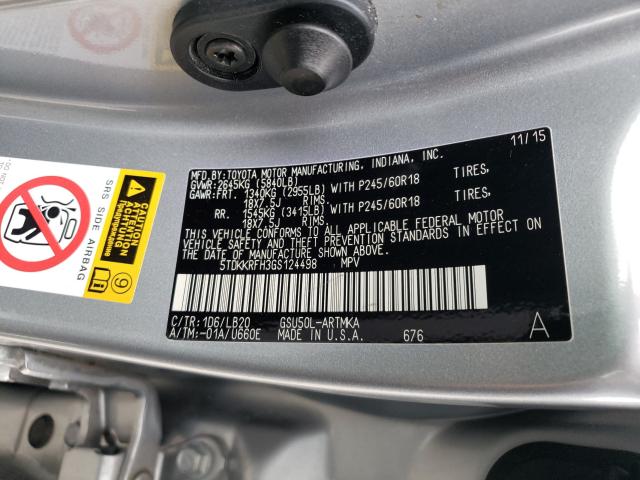 11/15
MFD. BY: TOYOTA MOTOR MANUFACTURING, INDIANA, INC.
GVWR: 2645KG (5840LB)
GAWR: FRT. 1340KG (2955LB) WITH P245/60R18 TIRES,
18X7.5J RIMS.
RR. 1545KG (3415LB) WITH P245/60R18 TIRES,
18X7.5J RIMS
THIS VEHICLE CONFORMS TO ALL APPLICABLE FEDERAL MOTOR
VEHICLE SAFETY AND THEFT PREVENTION STANDARDS IN EFFECT ON
THE DATE OF MANUFACTURE SHOWN ABOVE.
5TDKKRFH3GS124498 MPV
C/TR: 1D6/LB20 GSU50L-ARTMKA
A/TM: -01A/U660E MADE IN U.S.A. 676 A
SRS SIDE AIRBAG
CAUTION
ATTENTION
ACHTUNG
9